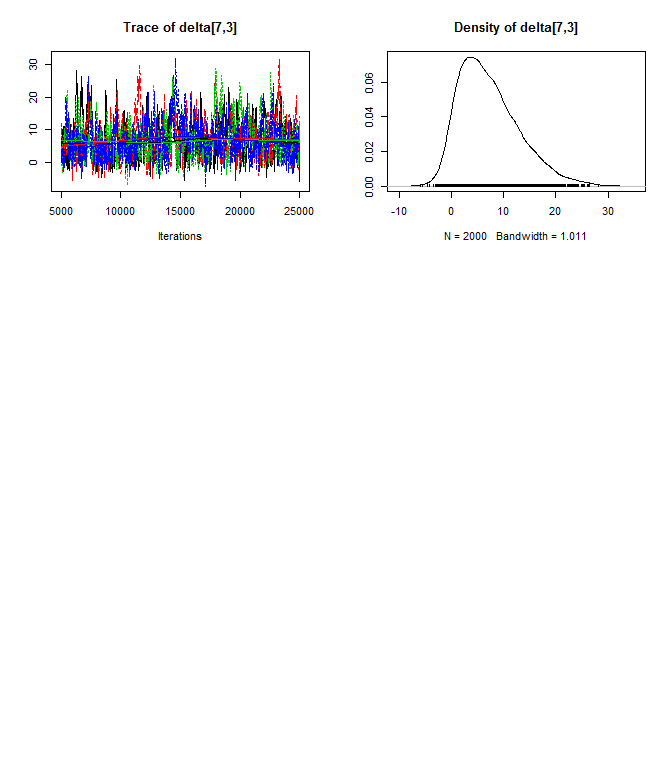 Trace of delta[7,3]
30
20
10
0
5000 10000 15000 20000 25000
Iterations
Density of delta[7,3]
0.06
0.04
0.02
0.00
-10 0 10 20 30
N = 2000 Bandwidth = 1.011